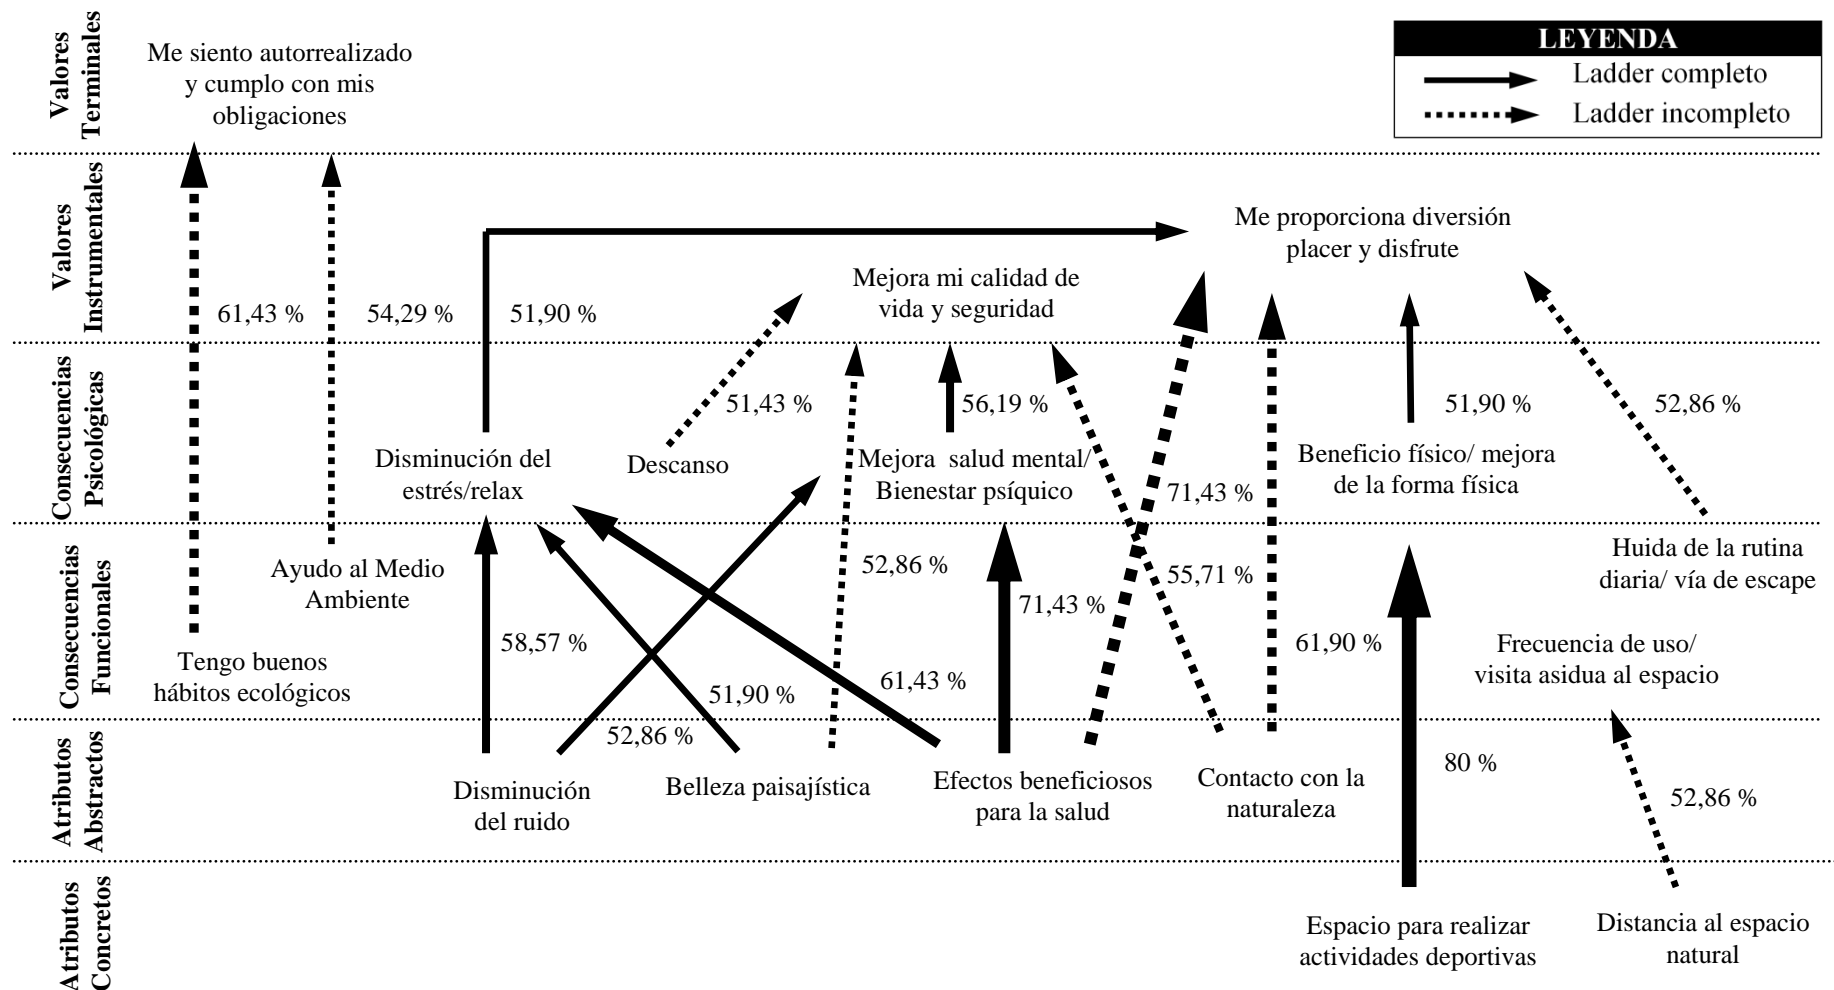 LEYENDA
Ladder completo
Ladder incompleto
Valores
Terminales
Me siento autorrealizado
y cumplo con mis
obligaciones
Valores
Instrumentales
Me proporciona diversión
placer y disfrute
Mejora mi calidad de
vida y seguridad
61,43 %
54,29 %
51,90 %
Consecuencias
Psicológicas
51,43 %
56,19 %
51,90 %
52,86 %
Disminución del
estrés/relax
Descanso
Mejora salud mental/
Bienestar psíquico
Beneficio físico/ mejora
de la forma física
71,43 %
Consecuencias
Funcionales
Ayudo al Medio
Ambiente
52,86 %
71,43 %
55,71 %
Huida de la rutina
diaria/ vía de escape
58,57 %
61,90 %
Frecuencia de uso/
visita asidua al espacio
Tengo buenos
hábitos ecológicos
51,90 %
61,43 %
Atributos
Abstractos
52,86 %
80 %
52,86 %
Disminución
del ruido
Belleza paisajística
Efectos beneficiosos
para la salud
Contacto con la
naturaleza
Atributos
Concretos
Espacio para realizar
actividades deportivas
Distancia al espacio
natural